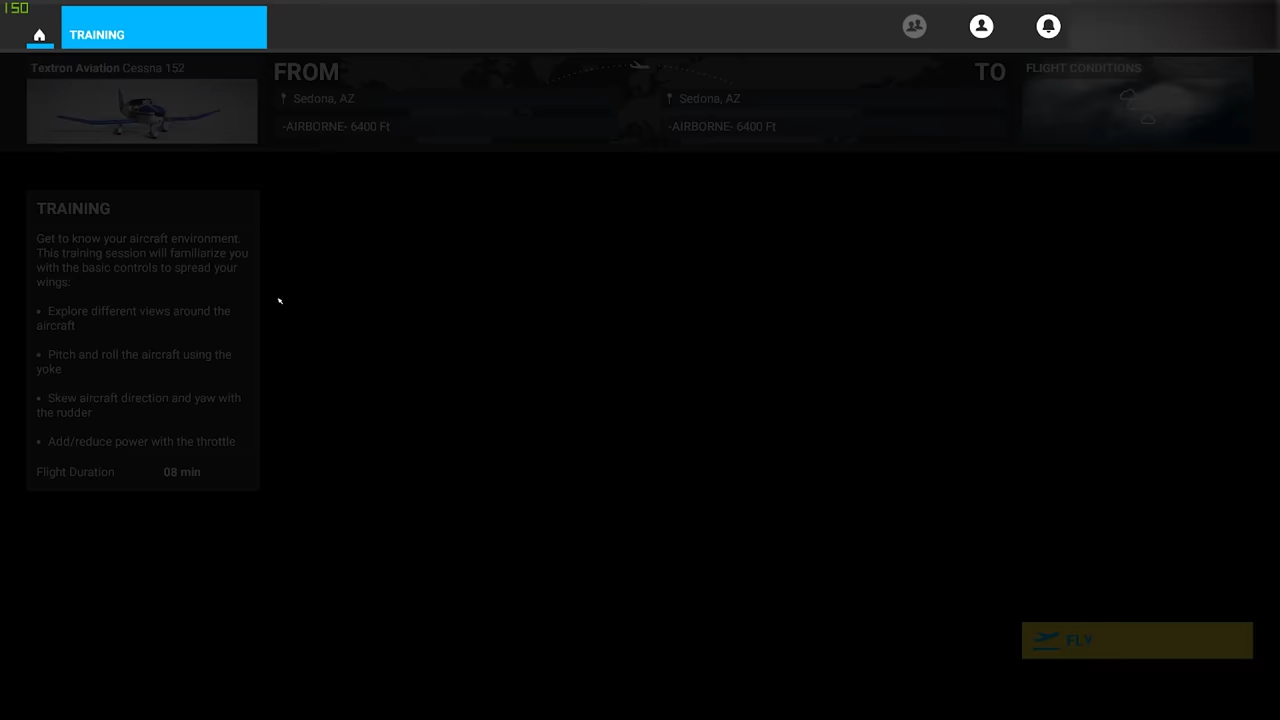 150
TRAINING
Textron Aviation Cessna 152
FROM
TO
FLIGHT CONDITIONS
Sedona, AZ
Sedona, AZ
-AIRBORNE- 6400 Ft
-AIRBORNE- 6400 Ft
TRAINING
Get to know your aircraft environment.
This training session will familiarize you
with the basic controls to spread your
wings:
▪ Explore different views around the
aircraft
▪ Pitch and roll the aircraft using the
yoke
▪ Skew aircraft direction and yaw with
the rudder
▪ Add/reduce power with the throttle
Flight Duration 08 min
FLY